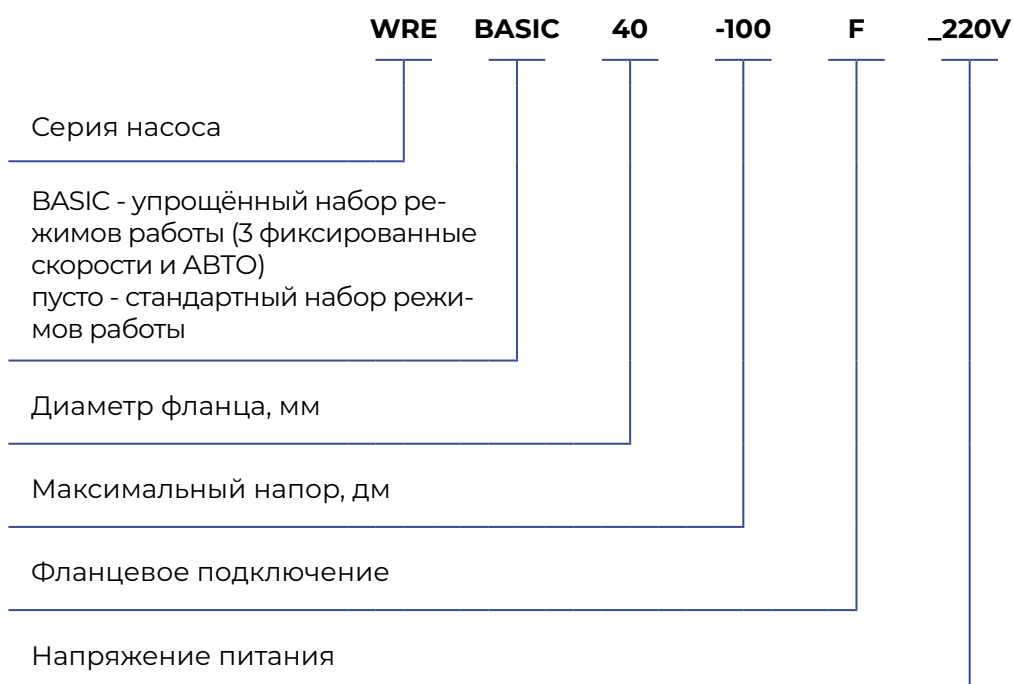 WRE BASIC 40 -100 F _220V
Серия насоса
BASIC - упрощённый набор ре-
жимов работы (3 фиксированные
скорости и АВТО)
пусто - стандартный набор режи-
мов работы
Диаметр фланца, мм
Максимальный напор, дм
Фланцевое подключение
Напряжение питания